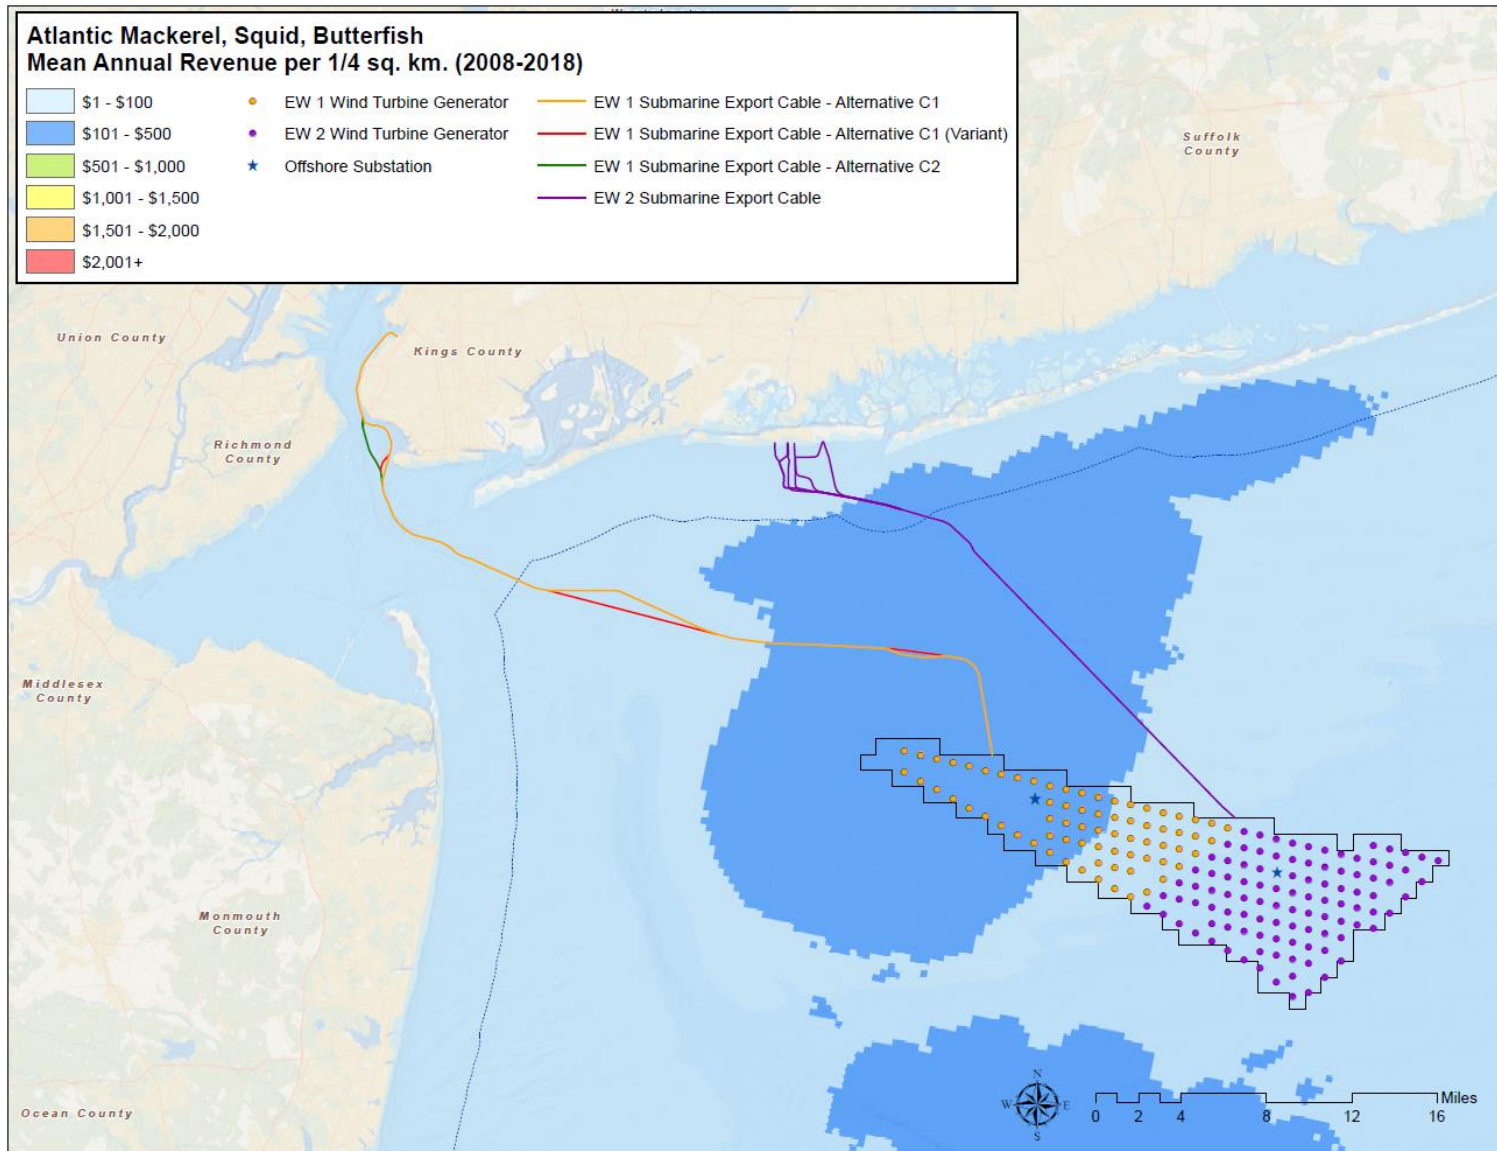 Atlantic Mackerel, Squid, Butterfish
Mean Annual Revenue per 1/4 sq. km. (2008-2018)
$1 - $100
$101 - $500
$501 - $1,000
$1,001 - $1,500
$1,501 - $2,000
$2,001+
EW 1 Wind Turbine Generator
EW 2 Wind Turbine Generator
Offshore Substation
EW 1 Submarine Export Cable - Alternative C1
EW 1 Submarine Export Cable - Alternative C1 (Variant)
EW 1 Submarine Export Cable - Alternative C2
EW 2 Submarine Export Cable
Suffolk
County
Union County
Kings County
Richmond
County
Middlesex
County
Monmouth
County
Ocean County
N
W
E
S
Miles
0 2 4 8 12 16